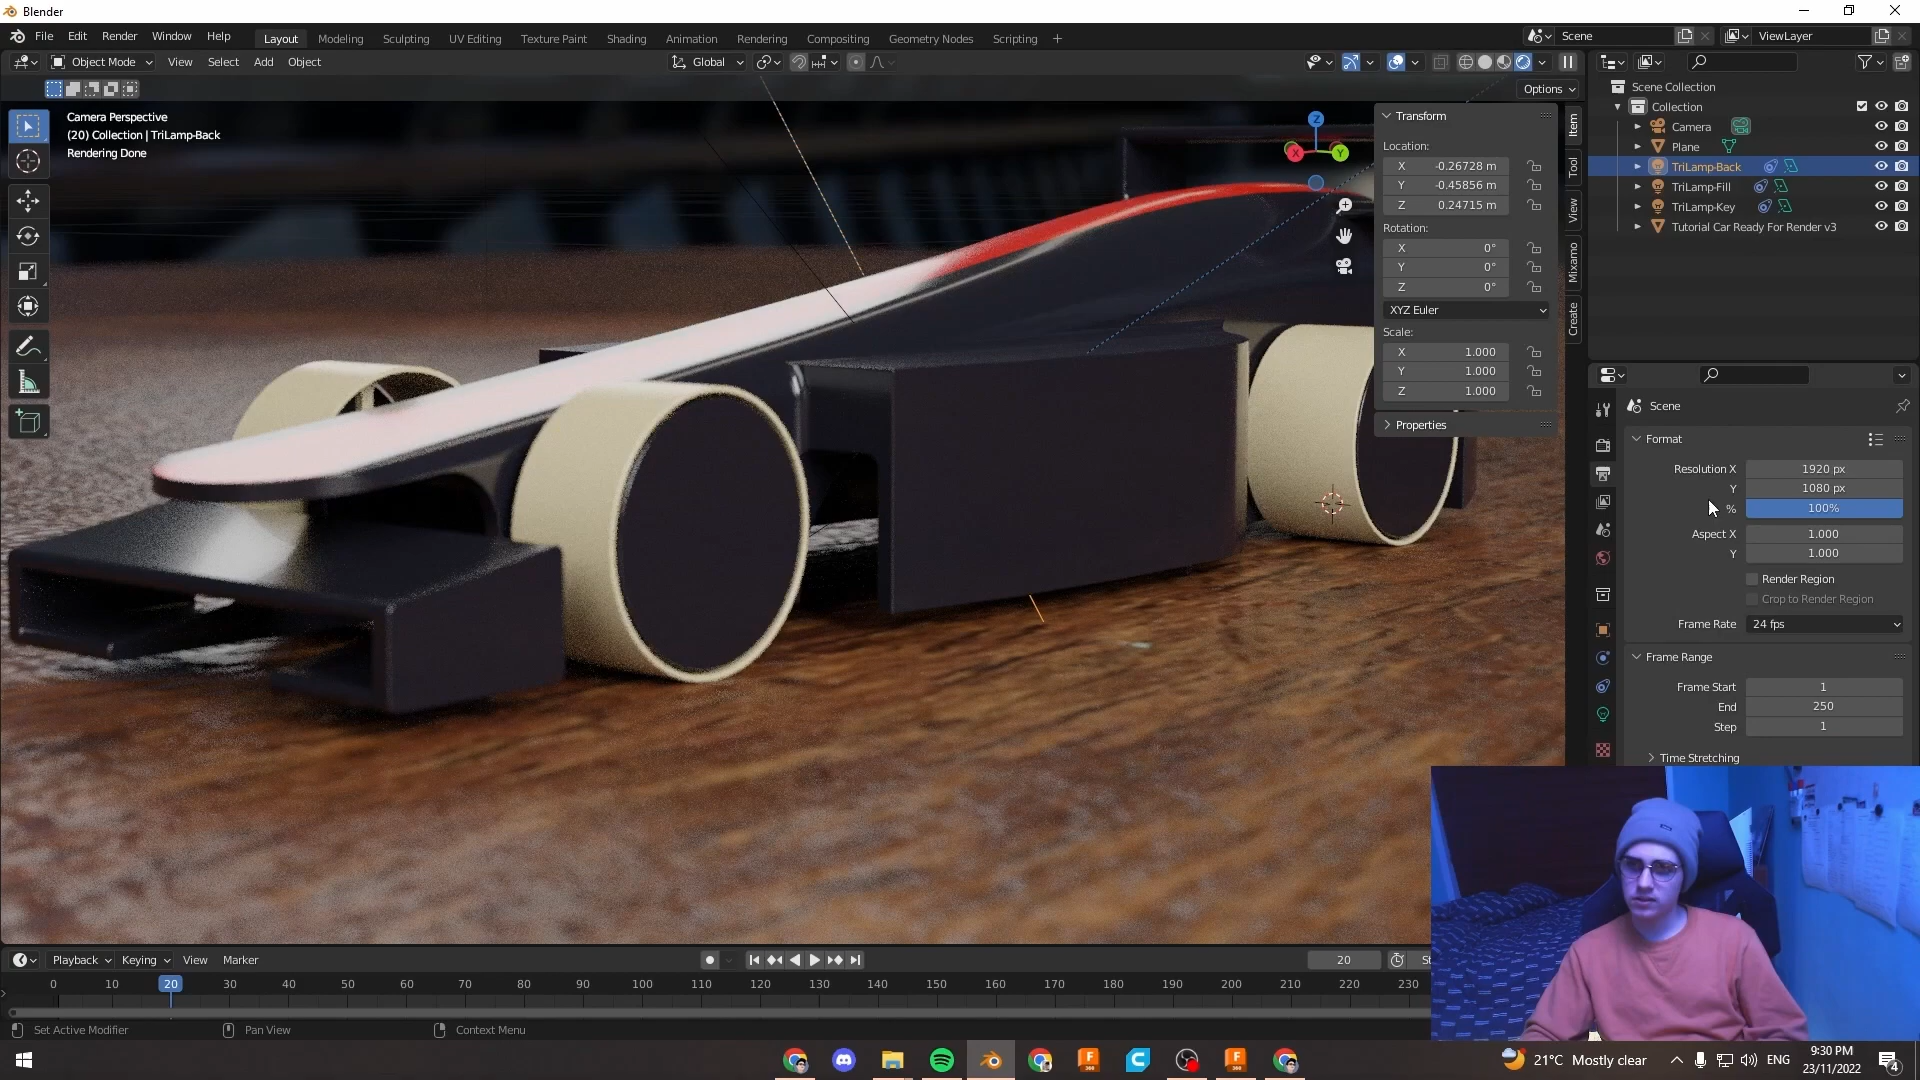 Blender
File Edit Render Window Help
Layout Modeling Sculpting UV Editing Texture Paint Shading Animation Rendering Compositing Geometry Nodes Scripting +
Scene
ViewLayer
Object Mode View Select Add Object
Global
Options
Camera Perspective
(20) Collection | TriLamp-Back
Rendering Done
Z
X
Y
Transform
Location:
X -0.26728 m
Y -0.45856 m
Z 0.24715 m
Rotation:
X 0°
Y 0°
Z 0°
XYZ Euler
Scale:
X 1.000
Y 1.000
Z 1.000
Properties
Item
Tool
View
Mixamo
Create
Scene Collection
Collection
Camera
Plane
TriLamp-Back
TriLamp-Fill
TriLamp-Key
Tutorial Car Ready For Render v3
Scene
Format
Resolution X 1920 px
Y 1080 px
% 100%
Aspect X 1.000
Y 1.000
Render Region
Crop to Render Region
Frame Rate 24 fps
Frame Range
Frame Start 1
End 250
Step 1
Time Stretching
Playback Keying View Marker
20
St
0 10 20 30 40 50 60 70 80 90 100 110 120 130 140 150 160 170 180 190 200 210 220 230
Set Active Modifier Pan View Context Menu
21°C Mostly clear
ENG
9:30 PM
23/11/2022
4